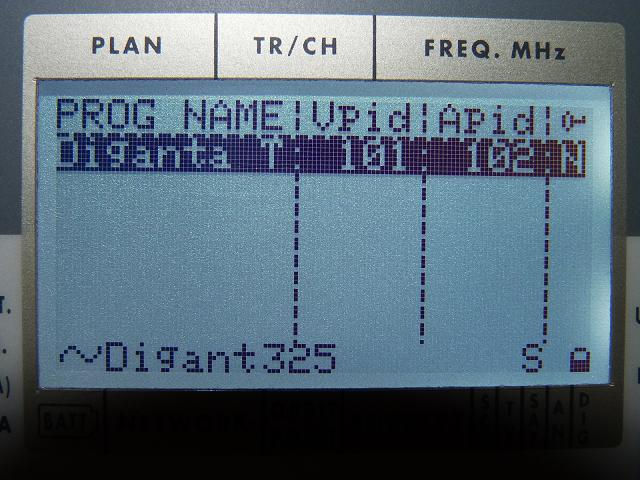 PLAN TR/CH FREQ. MHz
PROG NAME|Vpid|Apid|
Diganta T: 101: 102:N
~Digant325 S
BATT